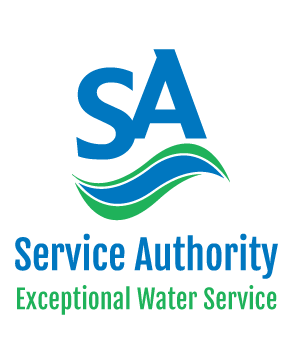 SA
Service Authority
Exceptional Water Service